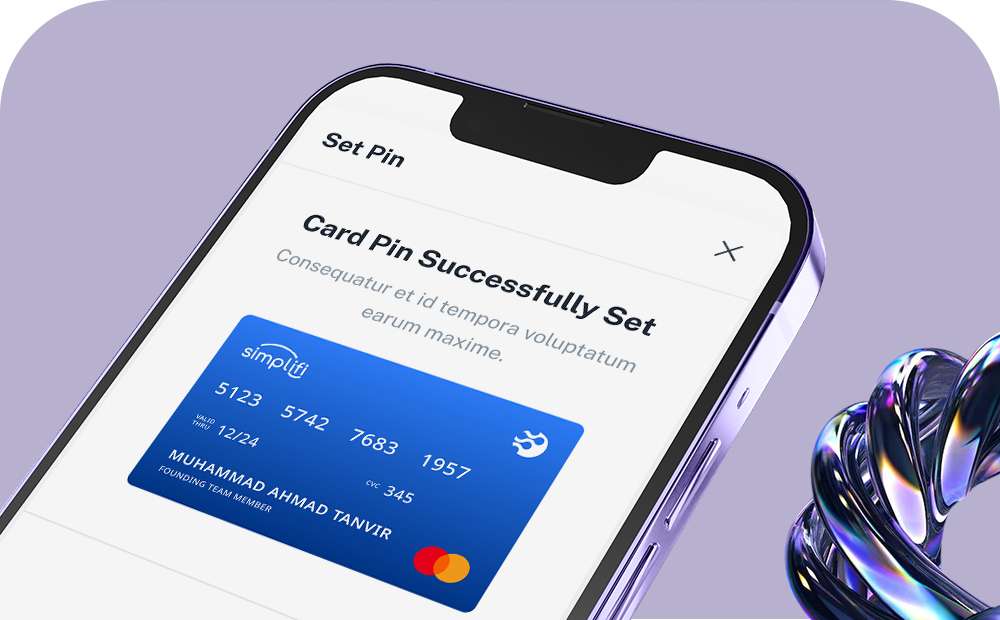 Set Pin
Card Pin Successfully Set
Consequatur et id tempora voluptatum
earum maxime.
simplifi
5123 5742 7683 1957
VALID
THRU 12/24
CVC 345
MUHAMMAD AHMAD TANVIR
FOUNDING TEAM MEMBER